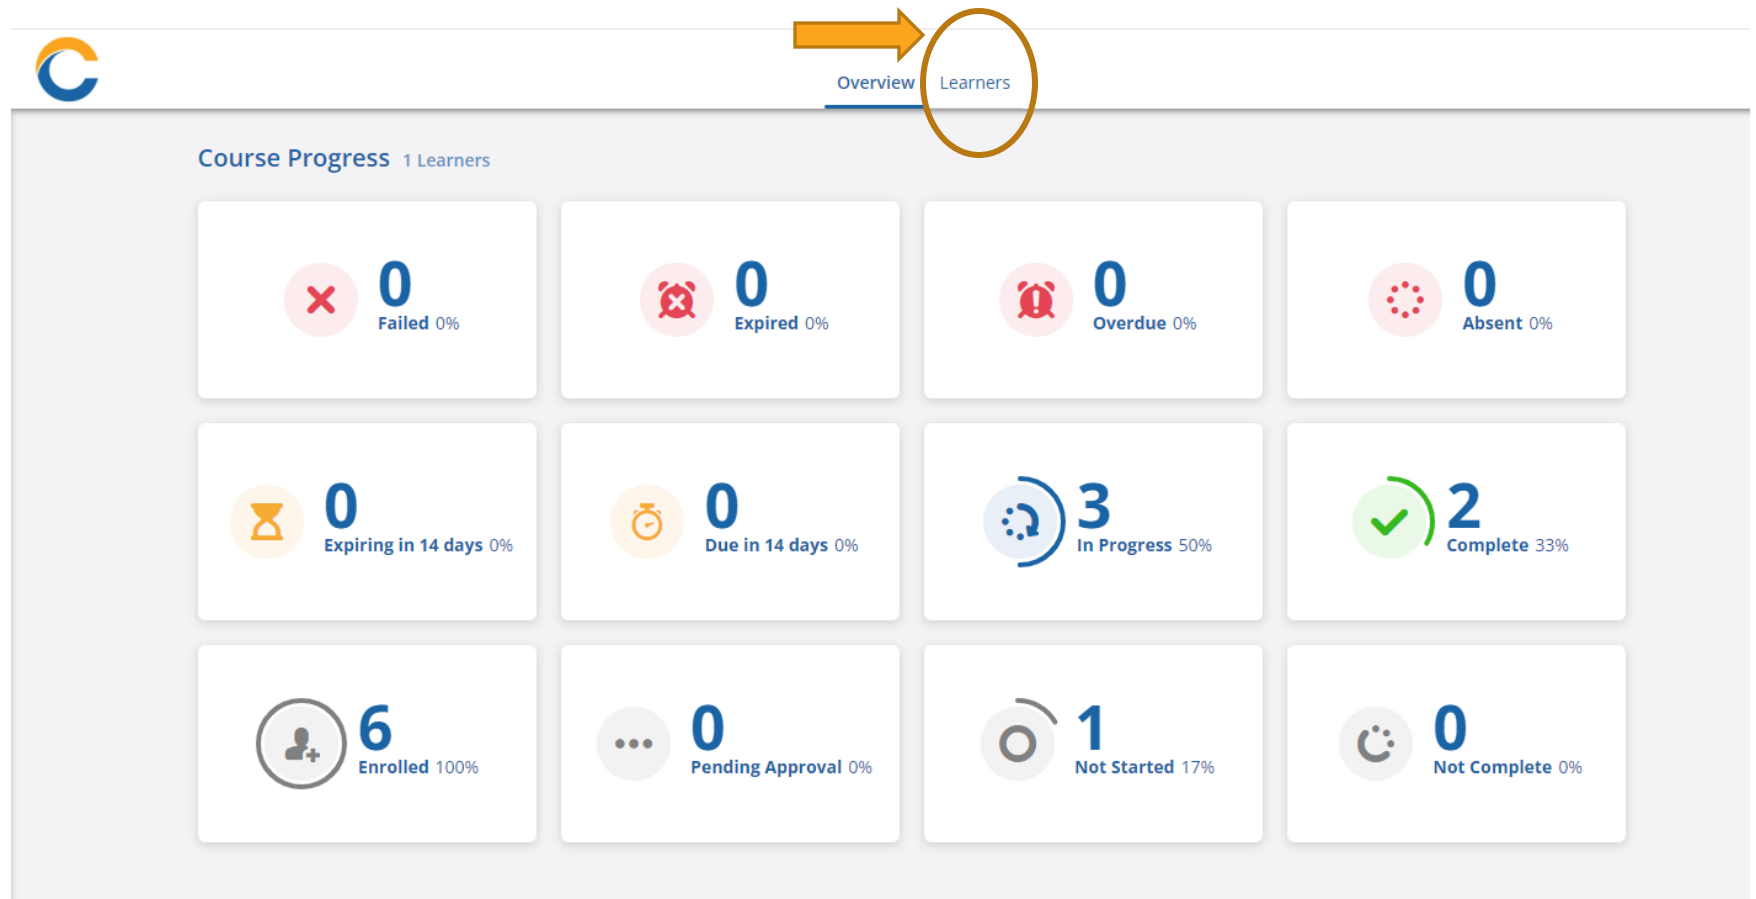 Overview Learners
Course Progress 1 Learners
0
Failed 0%
0
Expired 0%
0
Overdue 0%
0
Absent 0%
0
Expiring in 14 days 0%
0
Due in 14 days 0%
3
In Progress 50%
2
Complete 33%
6
Enrolled 100%
0
Pending Approval 0%
1
Not Started 17%
0
Not Complete 0%